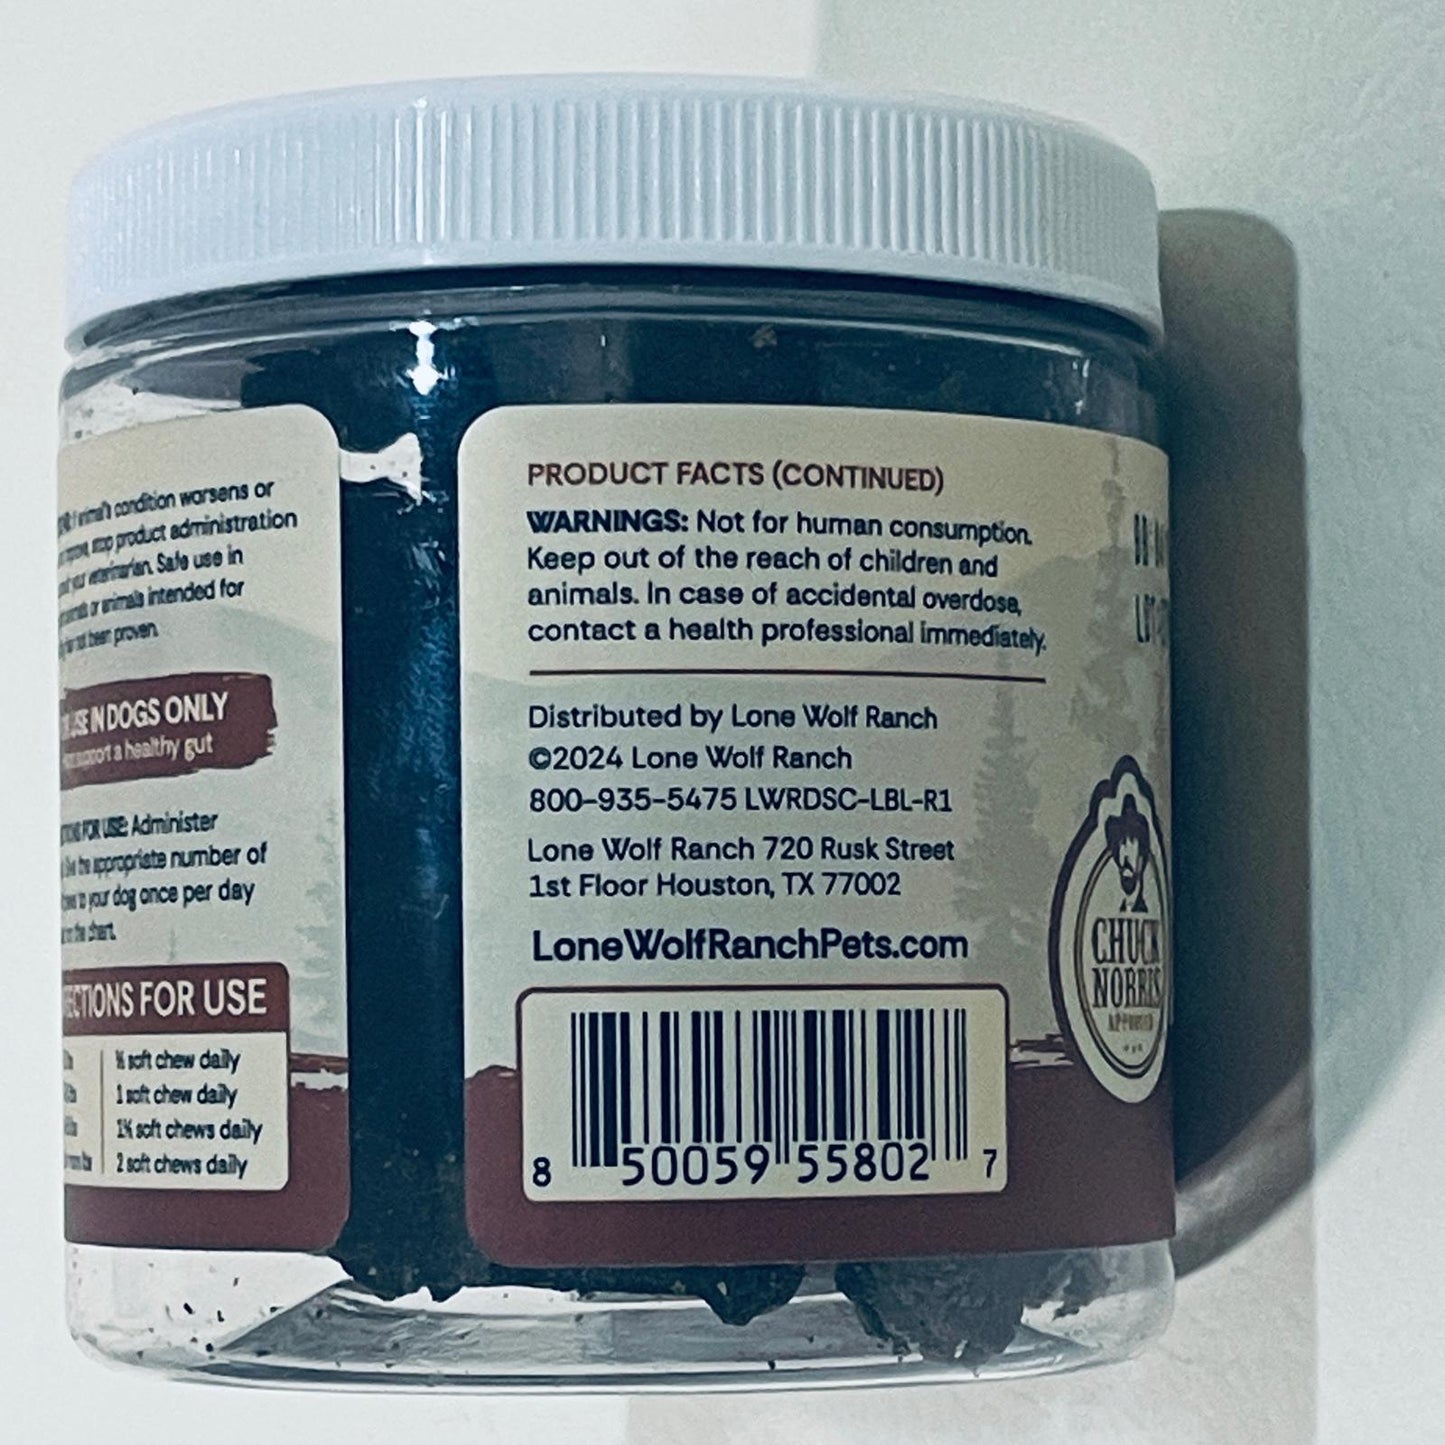 animal's condition worsens or
improve, stop product administration
your veterinarian. Safe use in
animals or animals intended for
has not been proven.
USE IN DOGS ONLY
support a healthy gut
FOR USE: Administer
the appropriate number of
to your dog once per day
on the chart.
FOR USE
½ soft chew daily
1 soft chew daily
1½ soft chews daily
2 soft chews daily
PRODUCT FACTS (CONTINUED)
WARNINGS: Not for human consumption.
Keep out of the reach of children and
animals. In case of accidental overdose,
contact a health professional immediately.
Distributed by Lone Wolf Ranch
©2024 Lone Wolf Ranch
800-935-5475 LWRDSC-LBL-R1
Lone Wolf Ranch 720 Rusk Street
1st Floor Houston, TX 77002
LoneWolfRanchPets.com
8 50059 55802 7
CHUCK
NORRIS
APPROVED